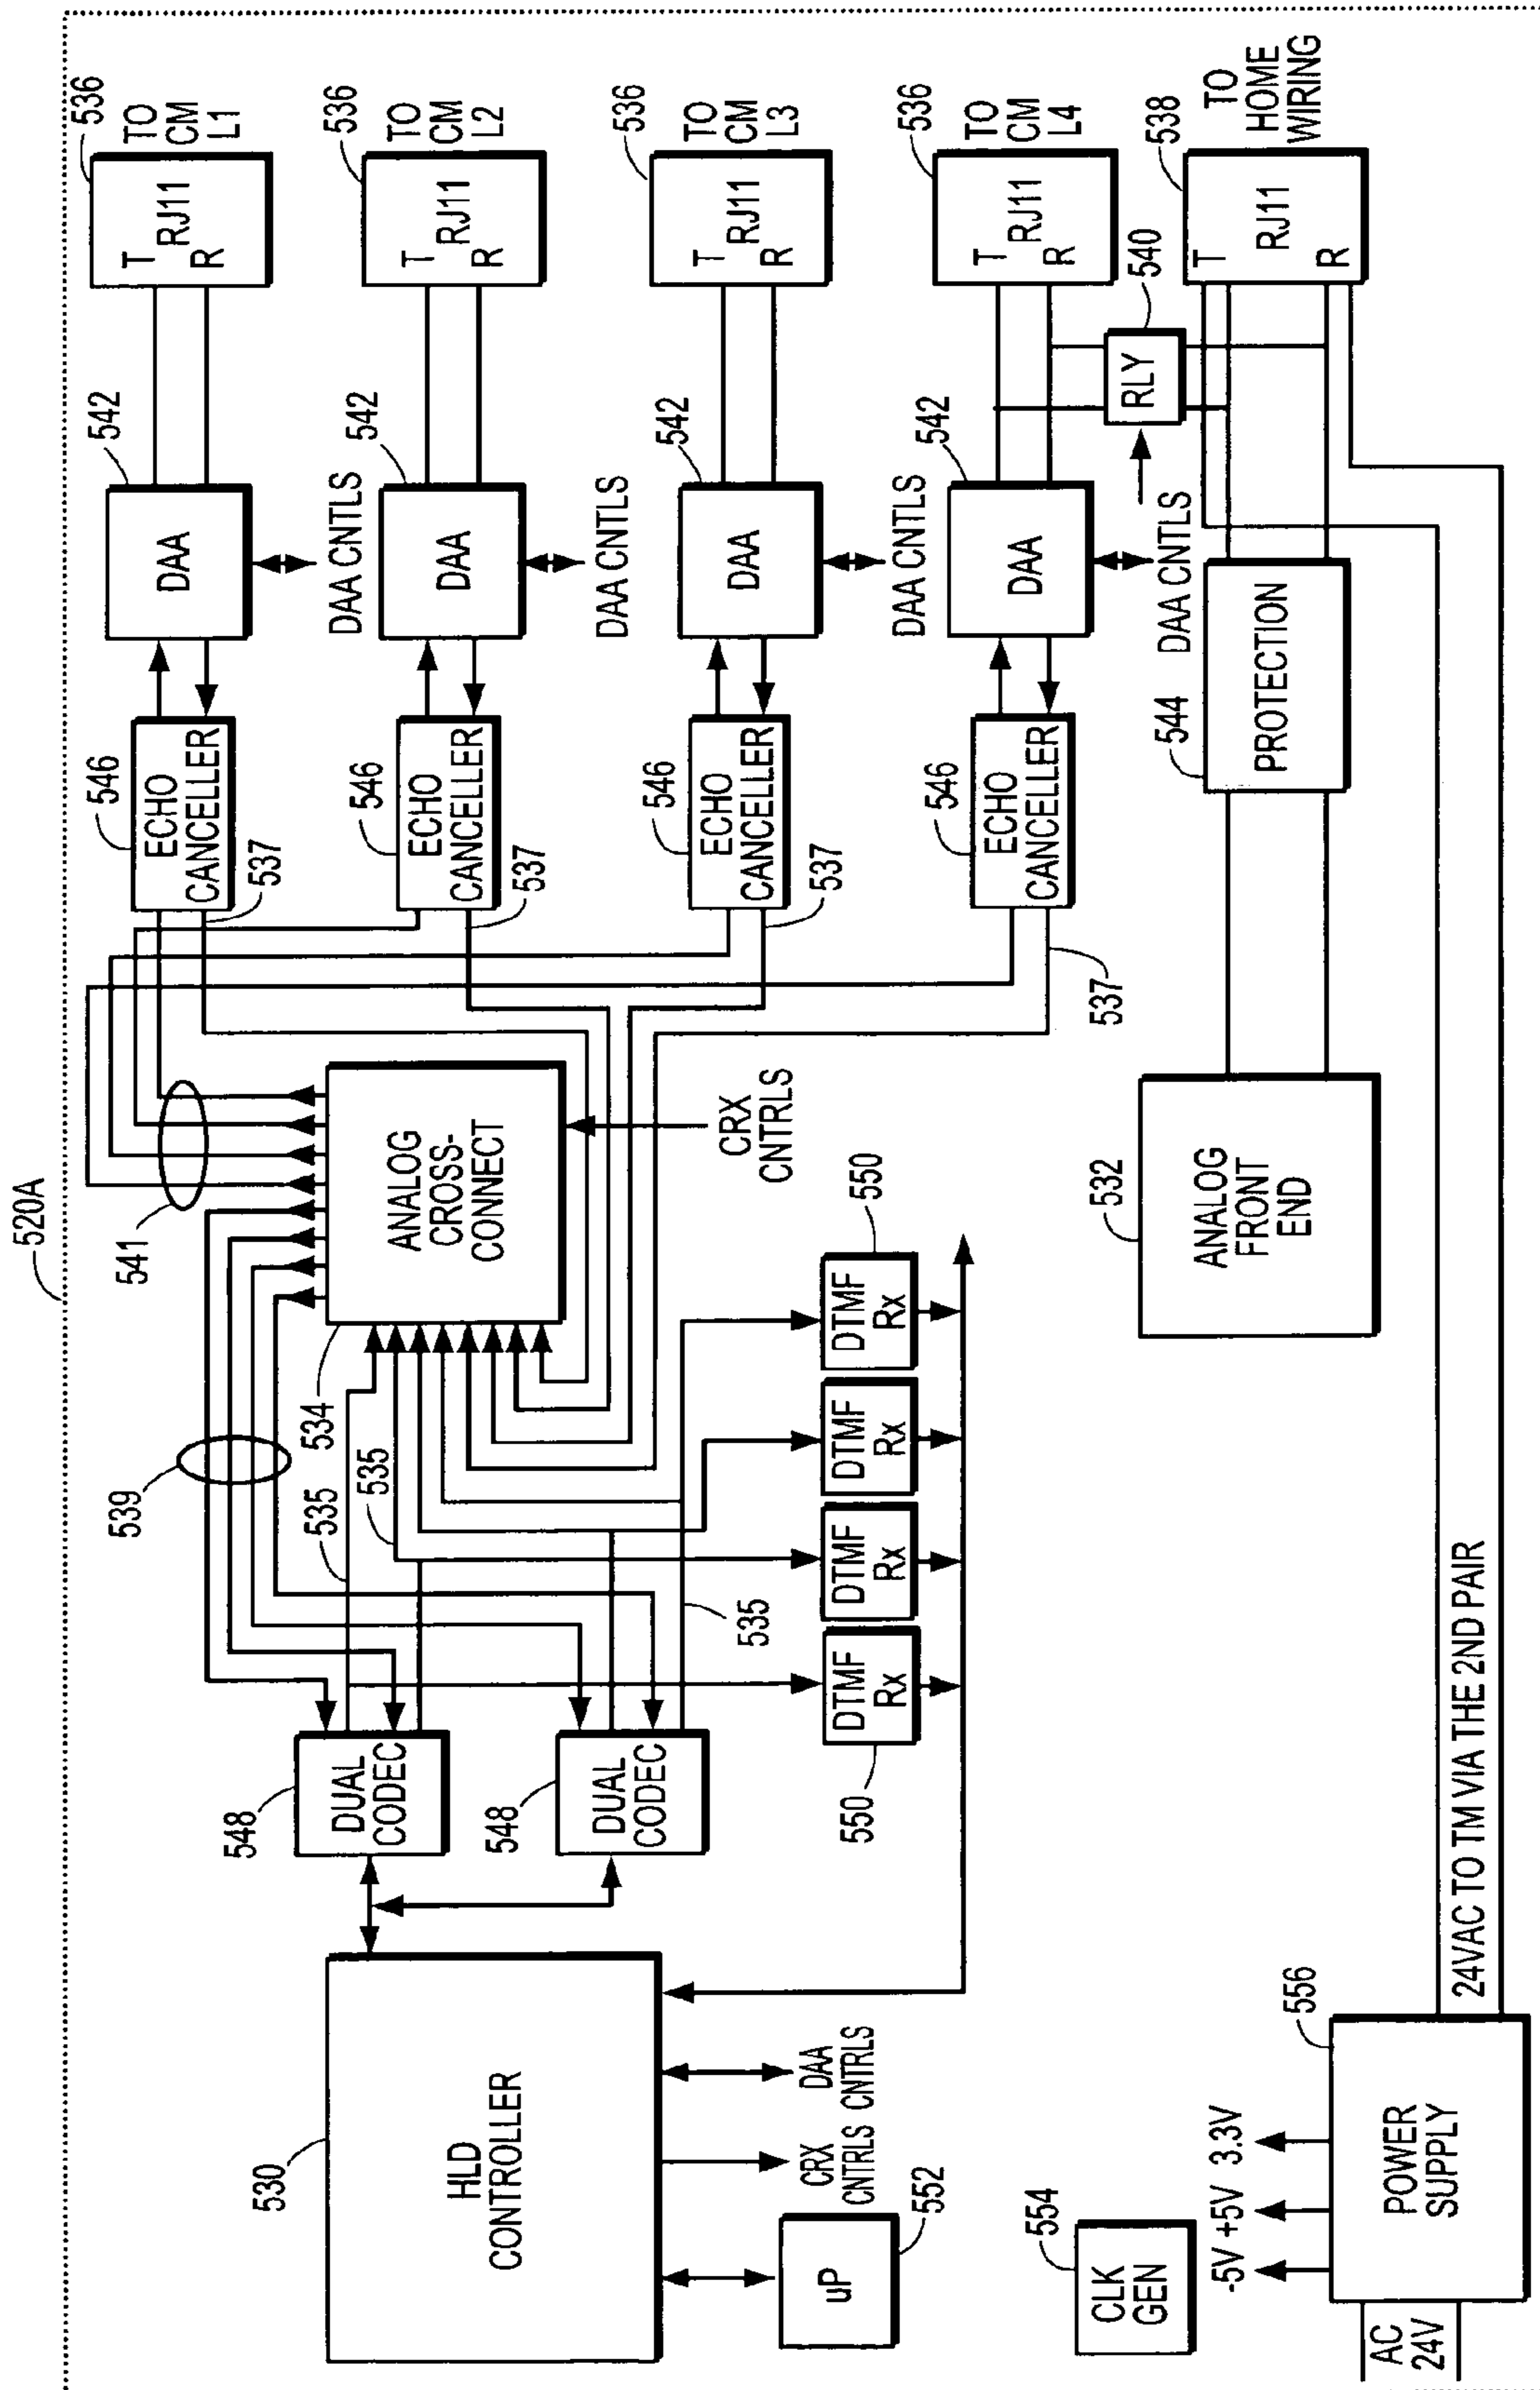 520A
536
TO
CM
L1
T
RJ11
R
542
DAA
DAA CNTLS
546
ECHO
CANCELLER
537
536
TO
CM
L2
T
RJ11
R
542
DAA
DAA CNTLS
546
ECHO
CANCELLER
537
536
TO
CM
L3
T
RJ11
R
542
DAA
DAA CNTLS
546
ECHO
CANCELLER
537
536
TO
CM
L4
T
RJ11
R
542
DAA
DAA CNTLS
546
ECHO
CANCELLER
537
540
RLY
538
TO
HOME
WIRING
T
RJ11
R
544
PROTECTION
532
ANALOG
FRONT
END
541
539
534
ANALOG
CROSS-
CONNECT
CRX
CNTRLS
535
535
535
548
DUAL
CODEC
548
DUAL
CODEC
550
DTMF
Rx
DTMF
Rx
DTMF
Rx
DTMF
Rx
550
530
HLD
CONTROLLER
DAA
CNTRLS
CRX
CNTRLS
552
uP
554
CLK
GEN
-5V +5V 3.3V
556
POWER
SUPPLY
AC
24V
24VAC TO TM VIA THE 2ND PAIR